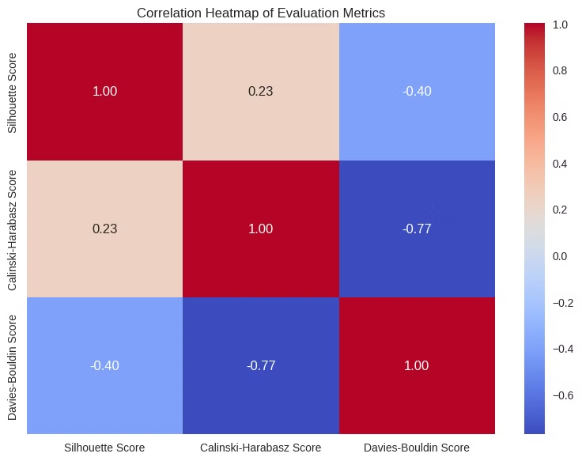 Correlation Heatmap of Evaluation Metrics
Silhouette Score
1.00
0.23
-0.40
Calinski-Harabasz Score
0.23
1.00
-0.77
Davies-Bouldin Score
-0.40
-0.77
1.00
Silhouette Score
Calinski-Harabasz Score
Davies-Bouldin Score
1.0
0.8
0.6
0.4
0.2
0.0
−0.2
−0.4
−0.6